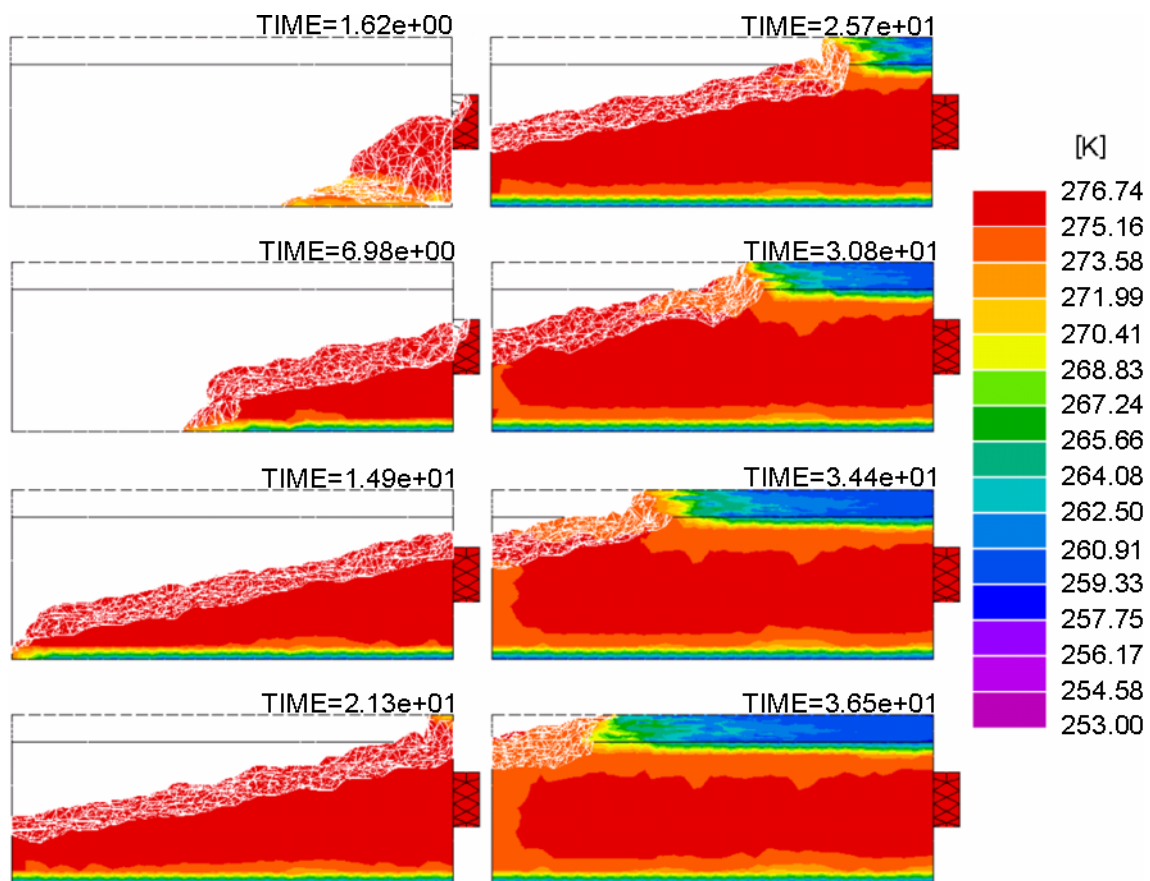 TIME=1.62e+00
TIME=6.98e+00
TIME=1.49e+01
TIME=2.13e+01
TIME=2.57e+01
TIME=3.08e+01
TIME=3.44e+01
TIME=3.65e+01
[K]
276.74
275.16
273.58
271.99
270.41
268.83
267.24
265.66
264.08
262.50
260.91
259.33
257.75
256.17
254.58
253.00